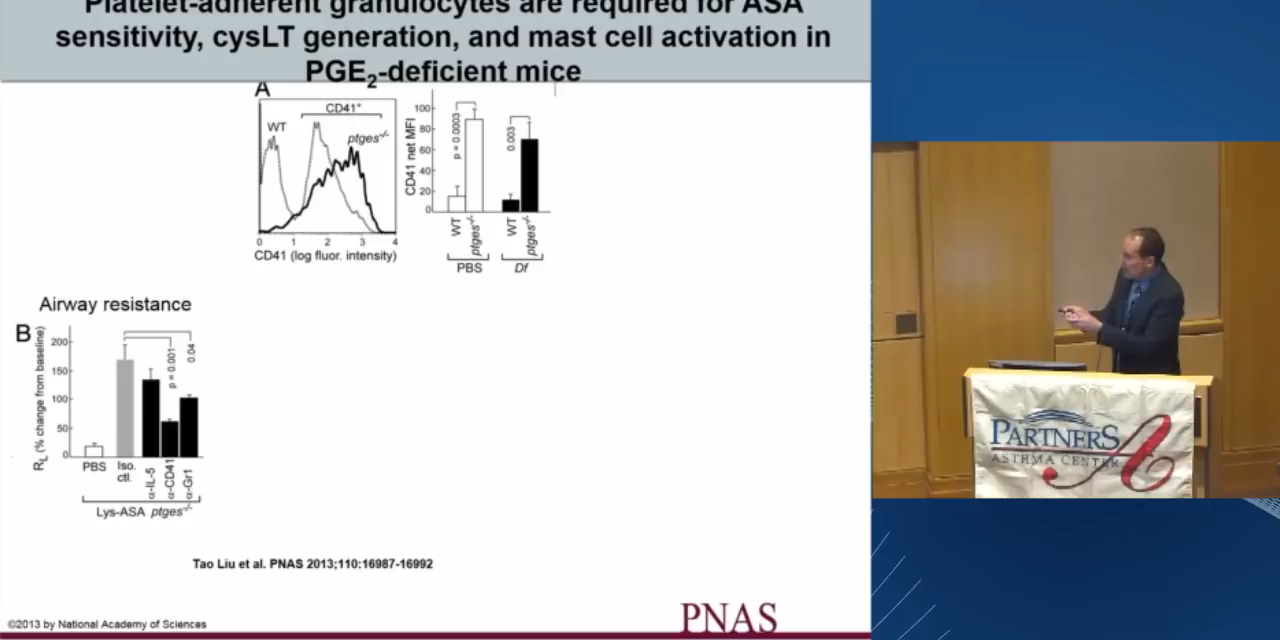 Platelet-adherent granulocytes are required for ASA
sensitivity, cysLT generation, and mast cell activation in
PGE2-deficient mice
A
CD41+
WT
ptges-/-
0 1 2 3 4
CD41 (log fluor. intensity)
CD41 net MFI
100
80
60
40
20
0
p = 0.0003
0.003
WT
ptges-/-
WT
ptges-/-
PBS
Df
Airway resistance
B
RL (% change from baseline)
200
150
100
50
0
p = 0.001
0.04
PBS
Iso. ctl.
α-IL-5
α-CD41
α-Gr1
Lys-ASA ptges-/-
Tao Liu et al. PNAS 2013;110:16987-16992
©2013 by National Academy of Sciences
PNAS
PARTNERS
ASTHMA CENTER
A